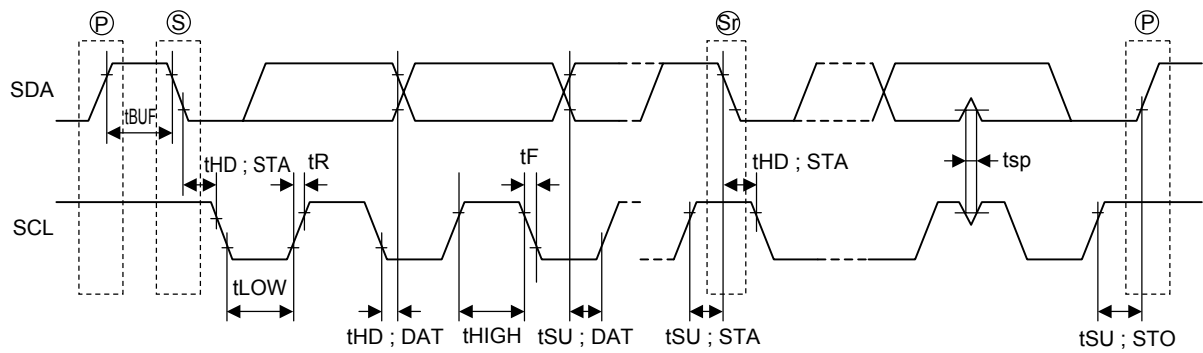 P
S
Sr
P
SDA
tBUF
tHD ; STA
tR
tF
tHD ; STA
tsp
SCL
tLOW
tHD ; DAT
tHIGH
tSU ; DAT
tSU ; STA
tSU ; STO